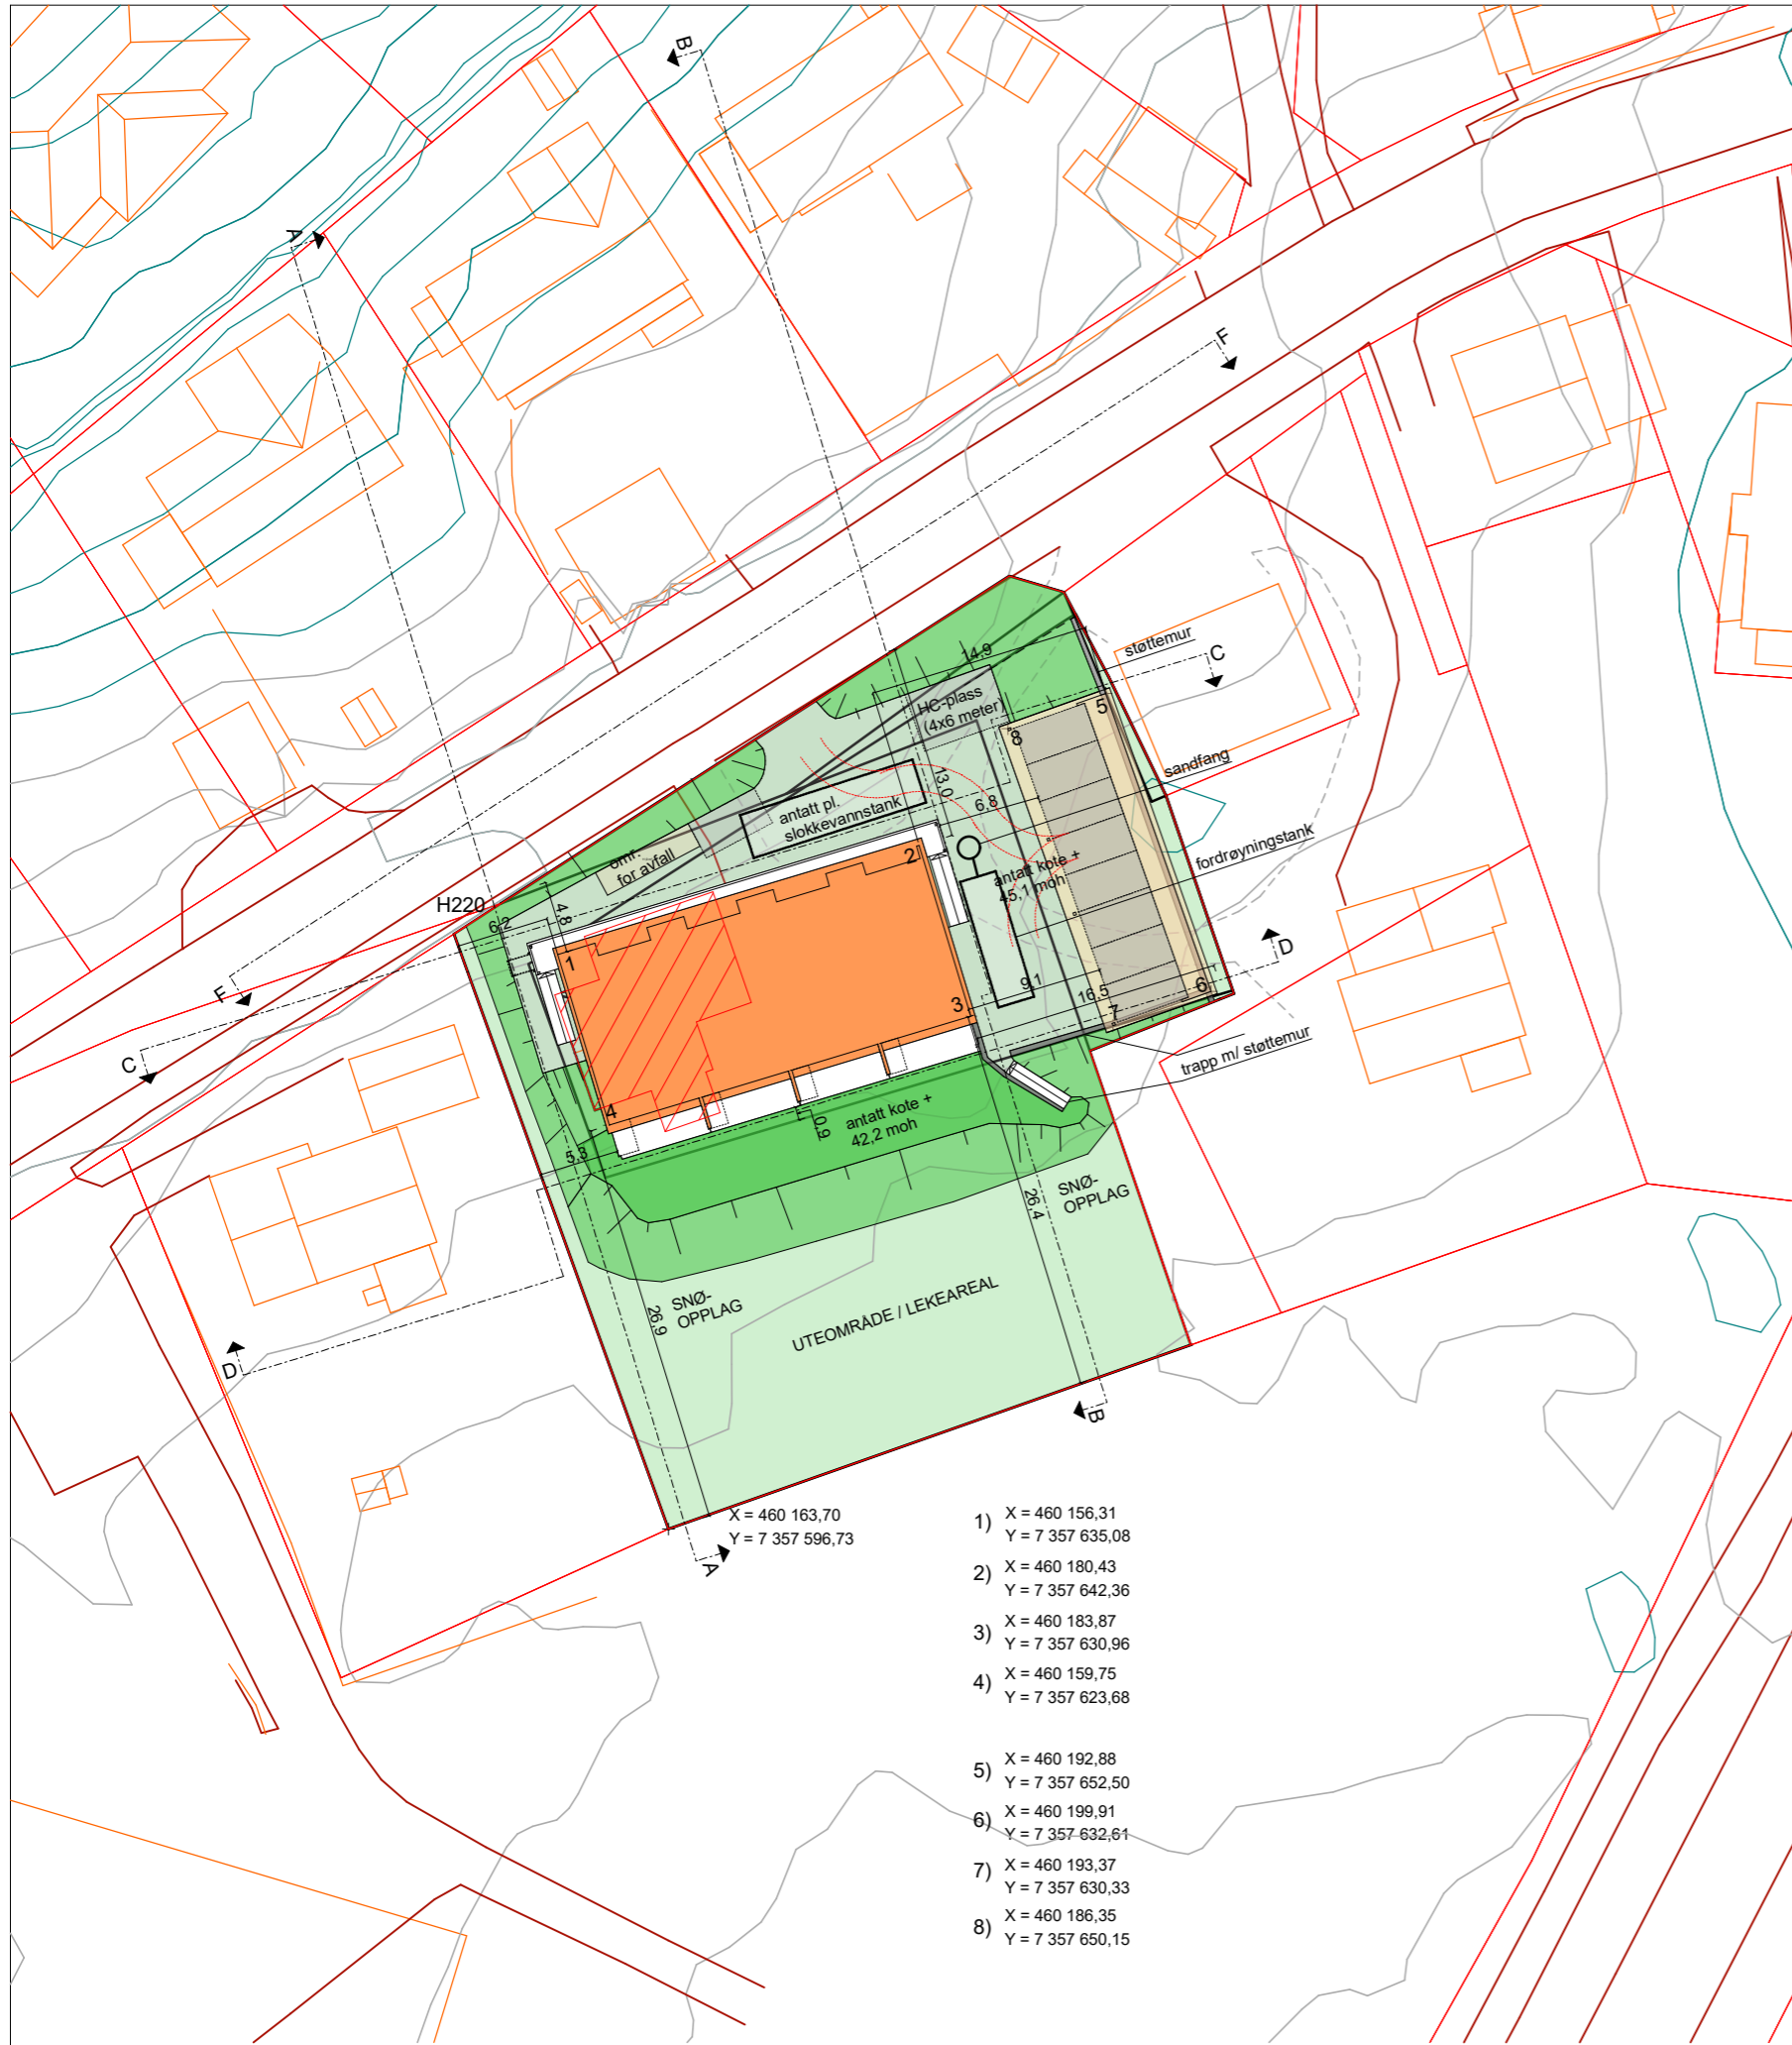 B
A
F
støttemur
C
14,9
HC-plass
(4x6 meter)
5
8
sandfang
13,0
6,8
antatt pl.
slokkevannstank
omr.
for avfall
fordrøyningstank
2
antatt kote +
45,1 moh
H220
6,2
4,8
1
D
F
9,1
16,5
6
3
7
C
trapp m/ støttemur
4
0,9
antatt kote +
42,2 moh
5,3
SNØ-
OPPLAG
26,4
SNØ-
OPPLAG
26,9
UTEOMRÅDE / LEKEAREAL
D
B
X = 460 163,70
Y = 7 357 596,73
A
1) X = 460 156,31
Y = 7 357 635,08
2) X = 460 180,43
Y = 7 357 642,36
3) X = 460 183,87
Y = 7 357 630,96
4) X = 460 159,75
Y = 7 357 623,68
5) X = 460 192,88
Y = 7 357 652,50
6) X = 460 199,91
Y = 7 357 632,61
7) X = 460 193,37
Y = 7 357 630,33
8) X = 460 186,35
Y = 7 357 650,15